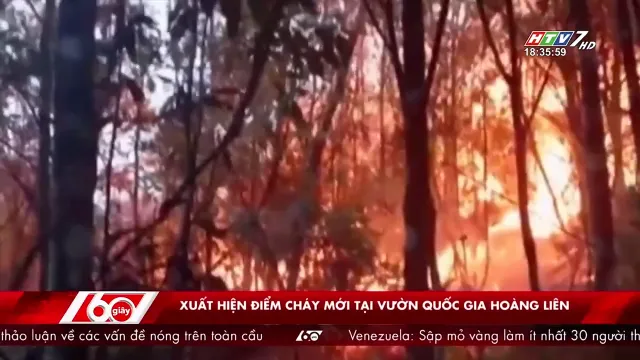 HTV7 HD
18:35:59
60 giây
XUẤT HIỆN ĐIỂM CHÁY MỚI TẠI VƯỜN QUỐC GIA HOÀNG LIÊN
thảo luận về các vấn đề nóng trên toàn cầu 60 Venezuela: Sập mỏ vàng làm ít nhất 30 người th